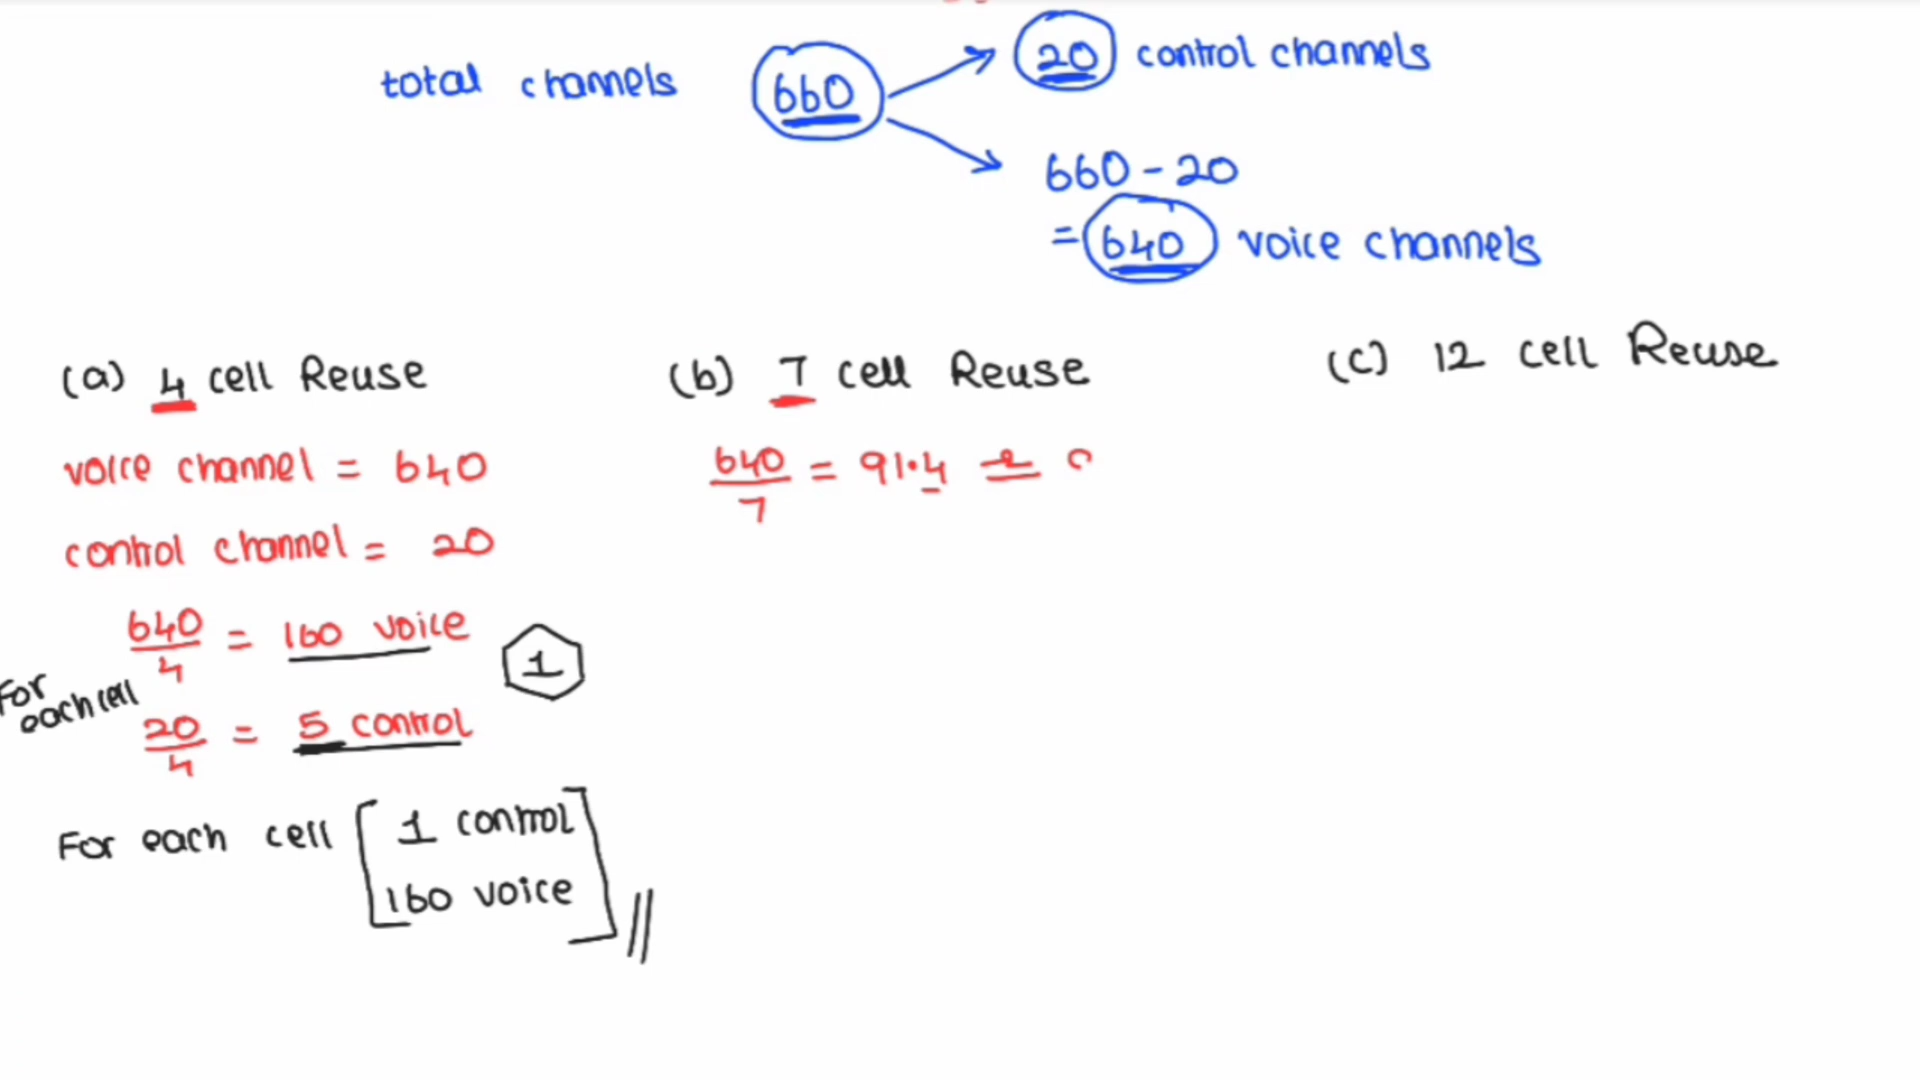 total channels 660 → 20 control channels
660 - 20
= 640 voice channels
(a) 4 cell Reuse
voice channel = 640
control channel = 20
640/4 = 160 voice
1
For each cell
20/4 = 5 control
For each cell [ 1 control
160 voice ] //
(b) 7 cell Reuse
640/7 = 91.4
(c) 12 cell Reuse